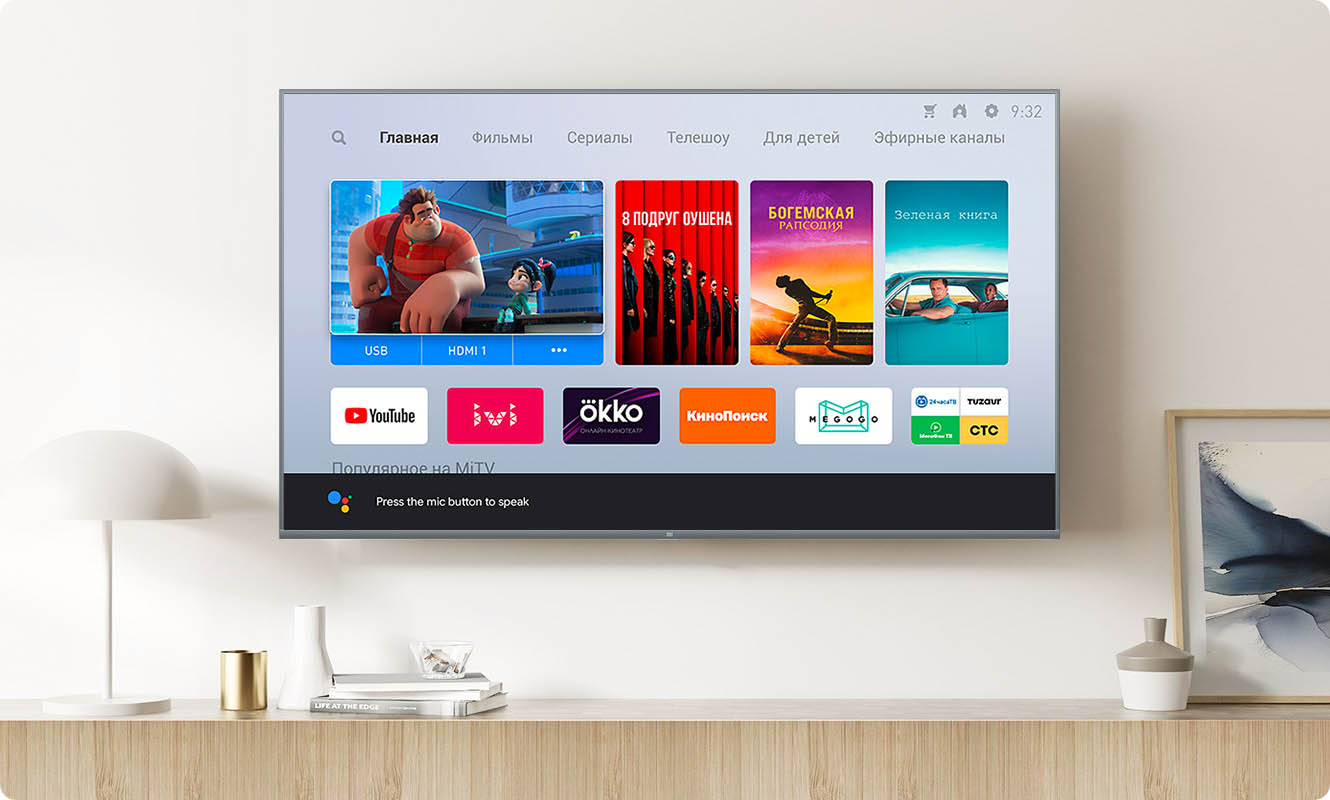 9:32
Главная Фильмы Сериалы Телешоу Для детей Эфирные каналы
8 ПОДРУГ ОУШЕНА
БОГЕМСКАЯ
РАПСОДИЯ
Зеленая книга
USB HDMI 1
YouTube
ivi
ökko
ОНЛАЙН-КИНОТЕАТР
КиноПоиск
MEGOGO
24часаТВ
tuzaur
МегаФон ТВ
СТС
Популярное на MiTV
Press the mic button to speak
LIFE AT THE EDGE